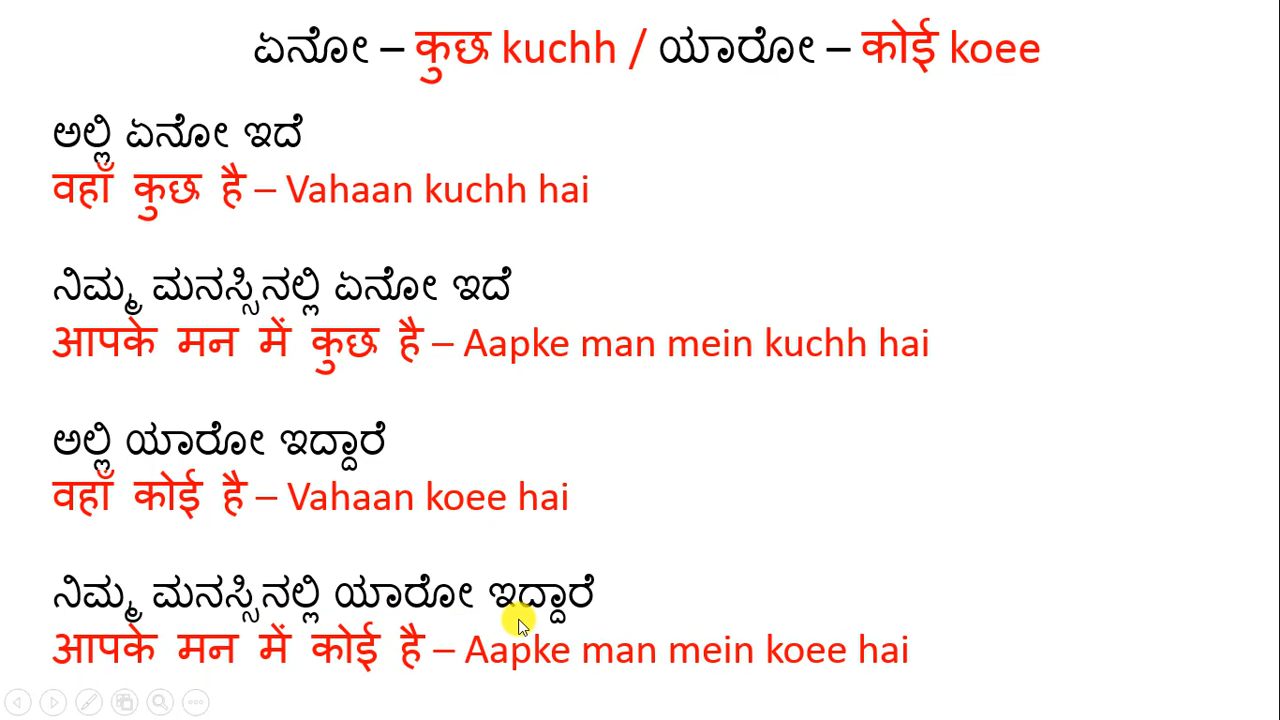 ಏನೋ – कुछ kuchh / ಯಾರೋ – कोई koee
ಅಲ್ಲಿ ಏನೋ ಇದೆ
वहाँ कुछ है – Vahaan kuchh hai
ನಿಮ್ಮ ಮನಸ್ಸಿನಲ್ಲಿ ಏನೋ ಇದೆ
आपके मन में कुछ है – Aapke man mein kuchh hai
ಅಲ್ಲಿ ಯಾರೋ ಇದ್ದಾರೆ
वहाँ कोई है – Vahaan koee hai
ನಿಮ್ಮ ಮನಸ್ಸಿನಲ್ಲಿ ಯಾರೋ ಇದ್ದಾರೆ
आपके मन में कोई है – Aapke man mein koee hai